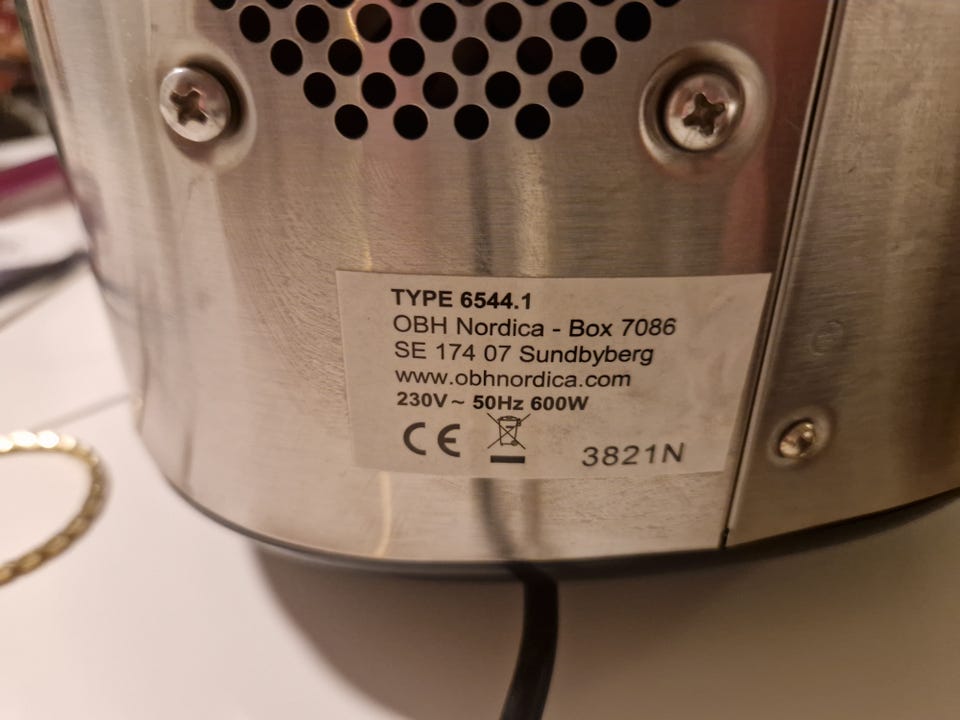 TYPE 6544.1
OBH Nordica - Box 7086
SE 174 07 Sundbyberg
www.obhnordica.com
230V~ 50Hz 600W
CE
3821N